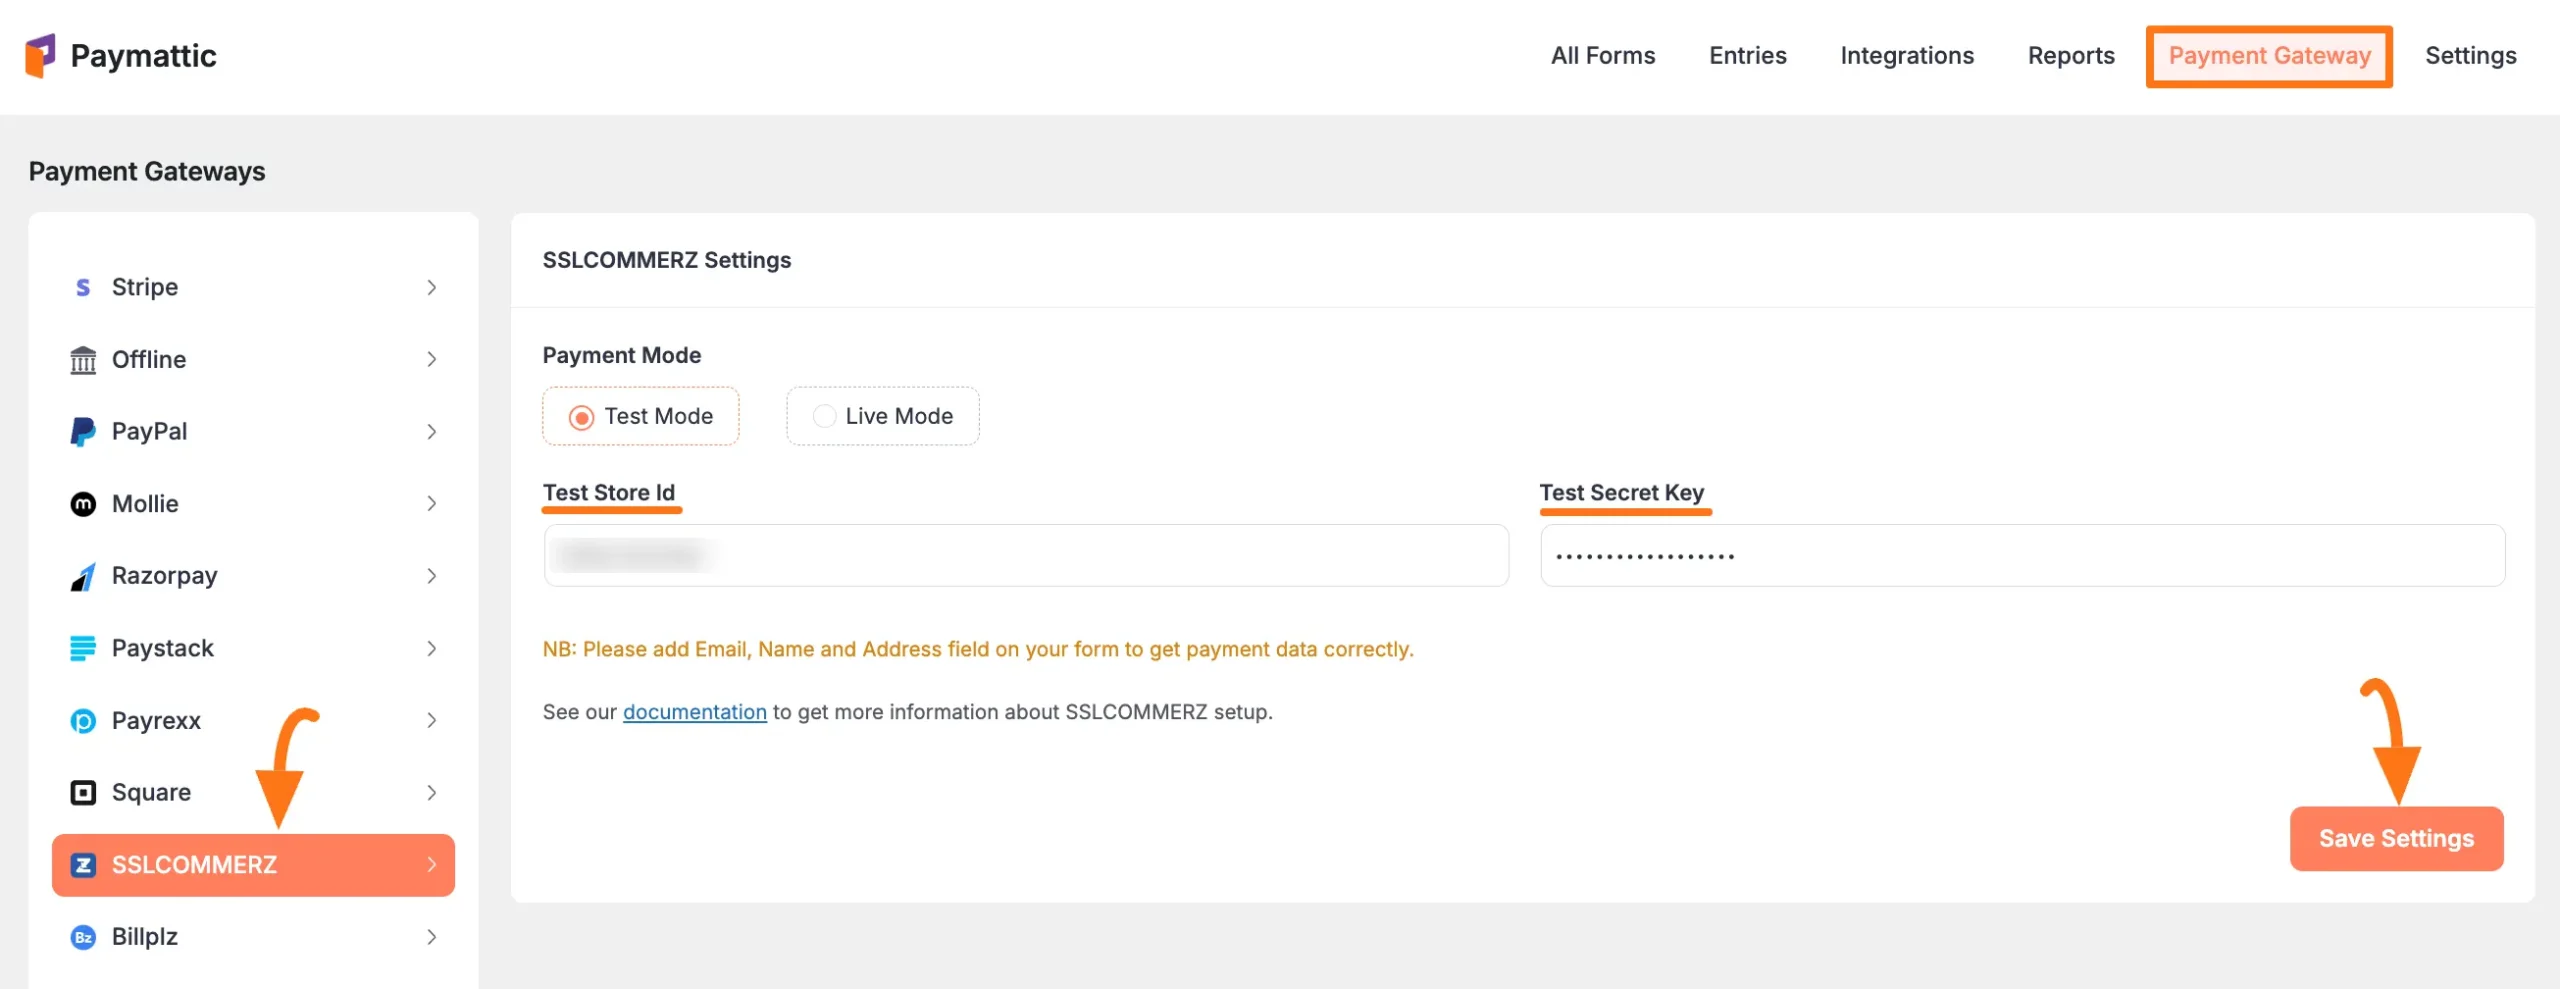 Paymattic
All Forms
Entries
Integrations
Reports
Payment Gateway
Settings
Payment Gateways
Stripe
Offline
PayPal
Mollie
Razorpay
Paystack
Payrexx
Square
SSLCOMMERZ
Billplz
SSLCOMMERZ Settings
Payment Mode
Test Mode
Live Mode
Test Store Id
Test Secret Key
NB: Please add Email, Name and Address field on your form to get payment data correctly.
See our documentation to get more information about SSLCOMMERZ setup.
Save Settings